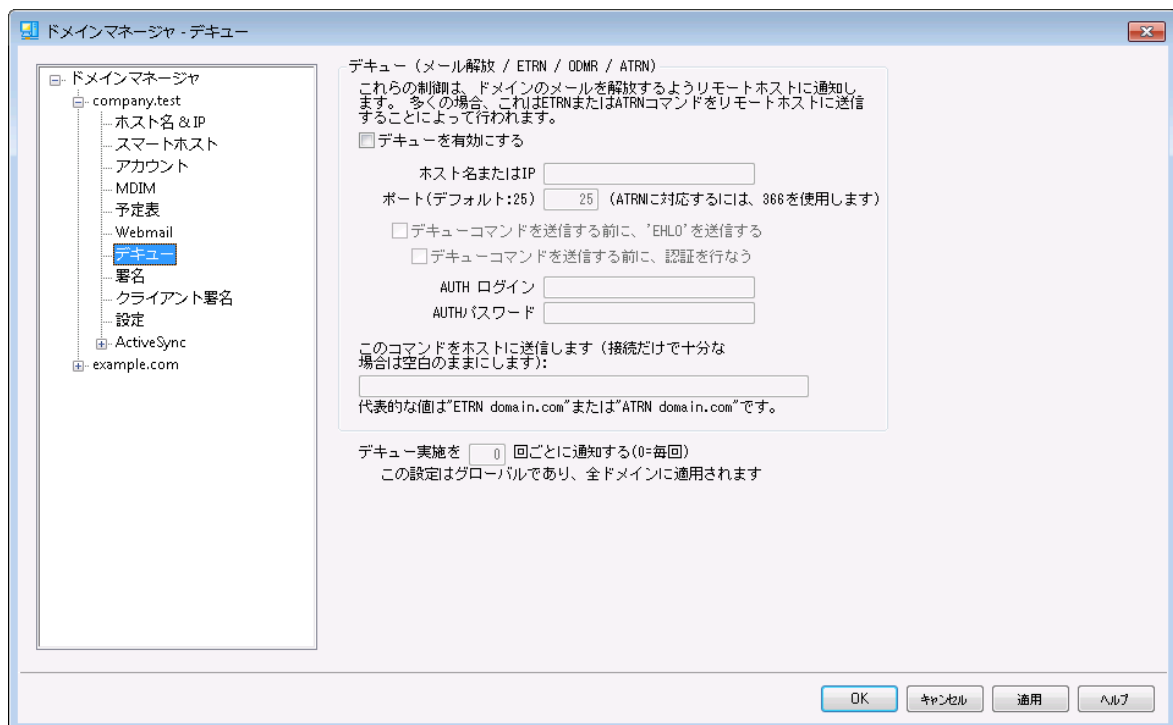 ドメインマネージャ - デキュー
ドメインマネージャ
company.test
ホスト名 & IP
スマートホスト
アカウント
MDIM
予定表
Webmail
デキュー
署名
クライアント署名
設定
ActiveSync
example.com
デキュー (メール解放 / ETRN / ODMR / ATRN)
これらの制御は、ドメインのメールを解放するようリモートホストに通知し
ます。 多くの場合、これはETRNまたはATRNコマンドをリモートホストに送信
することによって行われます。
デキューを有効にする
ホスト名またはIP
ポート(デフォルト:25) 25 (ATRNに対応するには、366を使用します)
デキューコマンドを送信する前に、'EHLO'を送信する
デキューコマンドを送信する前に、認証を行なう
AUTH ログイン
AUTHパスワード
このコマンドをホストに送信します (接続だけで十分な
場合は空白のままにします):
代表的な値は"ETRN domain.com"または"ATRN domain.com"です。
デキュー実施を 0 回ごとに通知する(0=毎回)
この設定はグローバルであり、全ドメインに適用されます
OK キャンセル 適用 ヘルプ